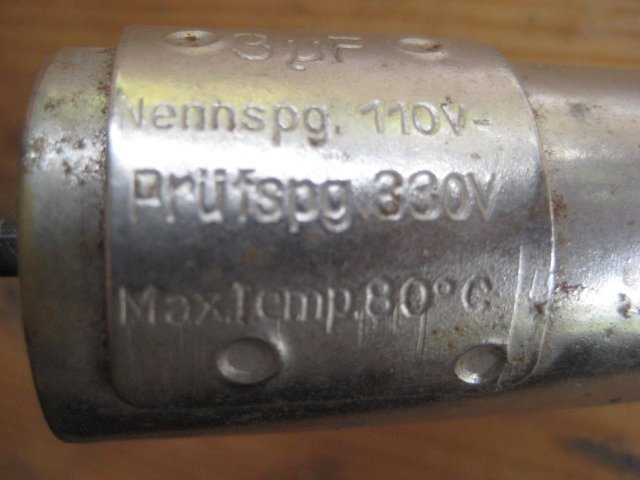 3µF
Nennspg. 110V-
Prüfspg.330V
Max.Temp.80°C